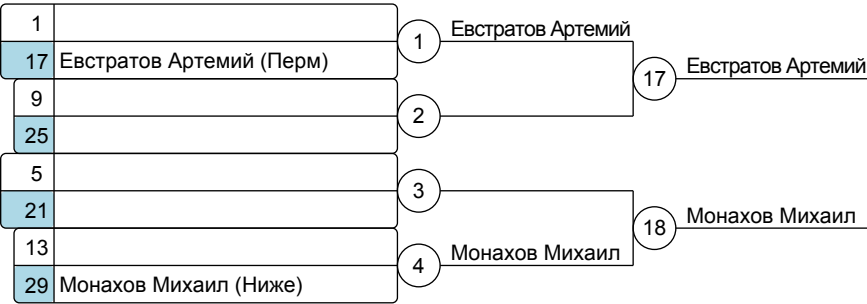 1
Евстратов Артемий
1
17 Евстратов Артемий (Перм)
Евстратов Артемий
17
9
2
25
5
3
21
Монахов Михаил
18
13
Монахов Михаил
4
29 Монахов Михаил (Ниже)